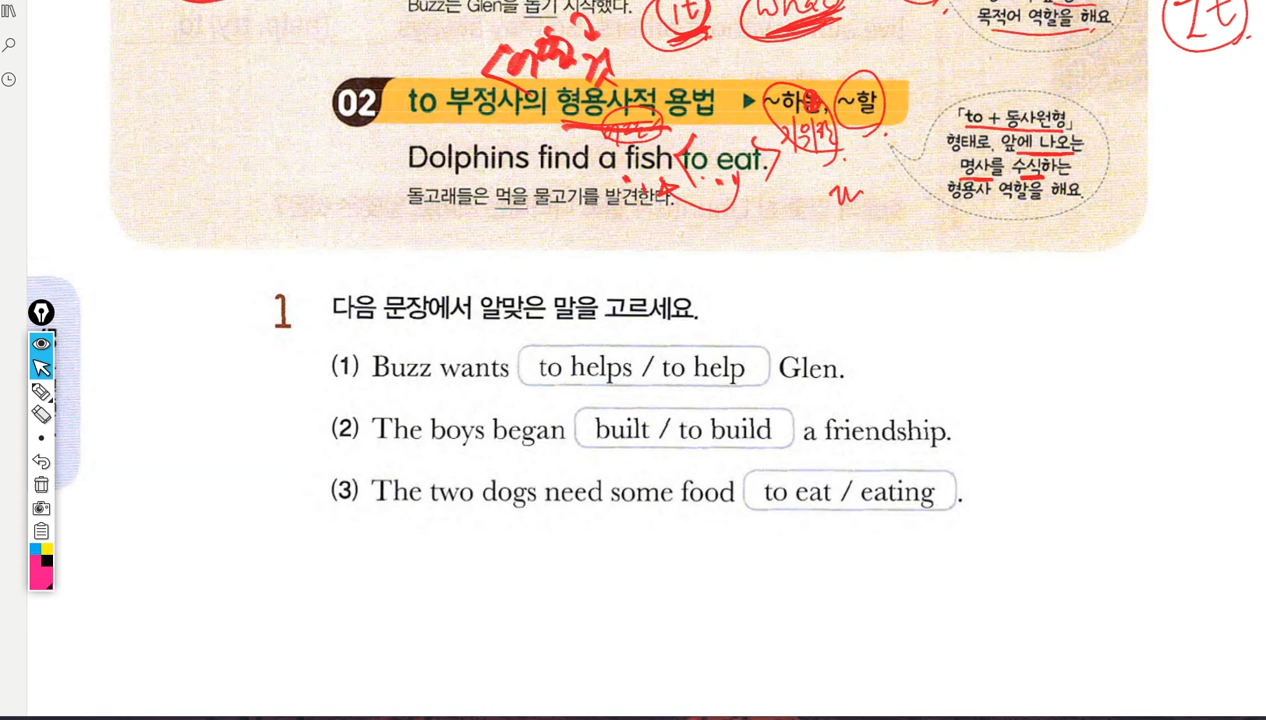 Buzz는 Glen을 돕기 시작했다.
it
what
목적어 역할을 해요
It
02 to 부정사의 형용사적 용법 ▶ ~하는, ~할
「to + 동사원형」
형태로, 앞에 나오는
명사를 수식하는
형용사 역할을 해요
Dolphins find a fish to eat.
돌고래들은 먹을 물고기를 발견한다.
1 다음 문장에서 알맞은 말을 고르세요.
(1) Buzz wants to helps / to help Glen.
(2) The boys began built / to build a friendship.
(3) The two dogs need some food to eat / eating .